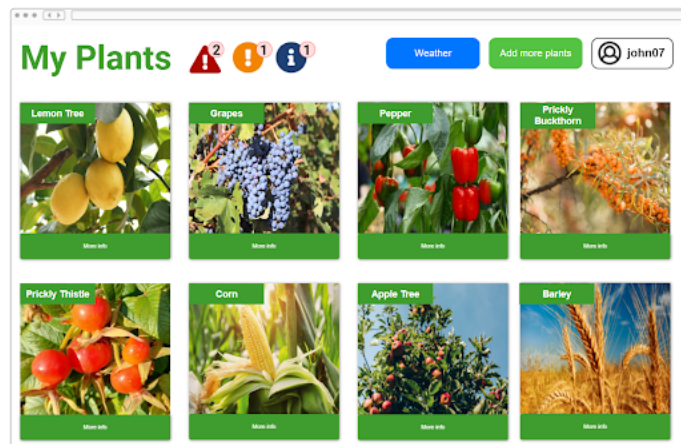 My Plants
2
1
1
Weather
Add more plants
john07
Lemon Tree
Grapes
Pepper
Prickly
Buckthorn
More info
More info
More info
More info
Prickly Thistle
Corn
Apple Tree
Barley
More info
More info
More info
More info